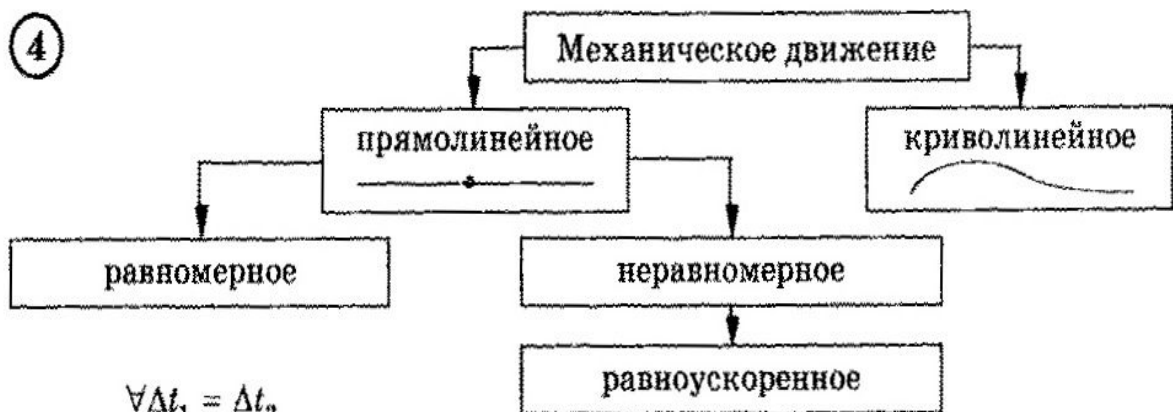 4
Механическое движение
прямолинейное
криволинейное
равномерное
неравномерное
равноускоренное
∀Δt₁ = Δt₂